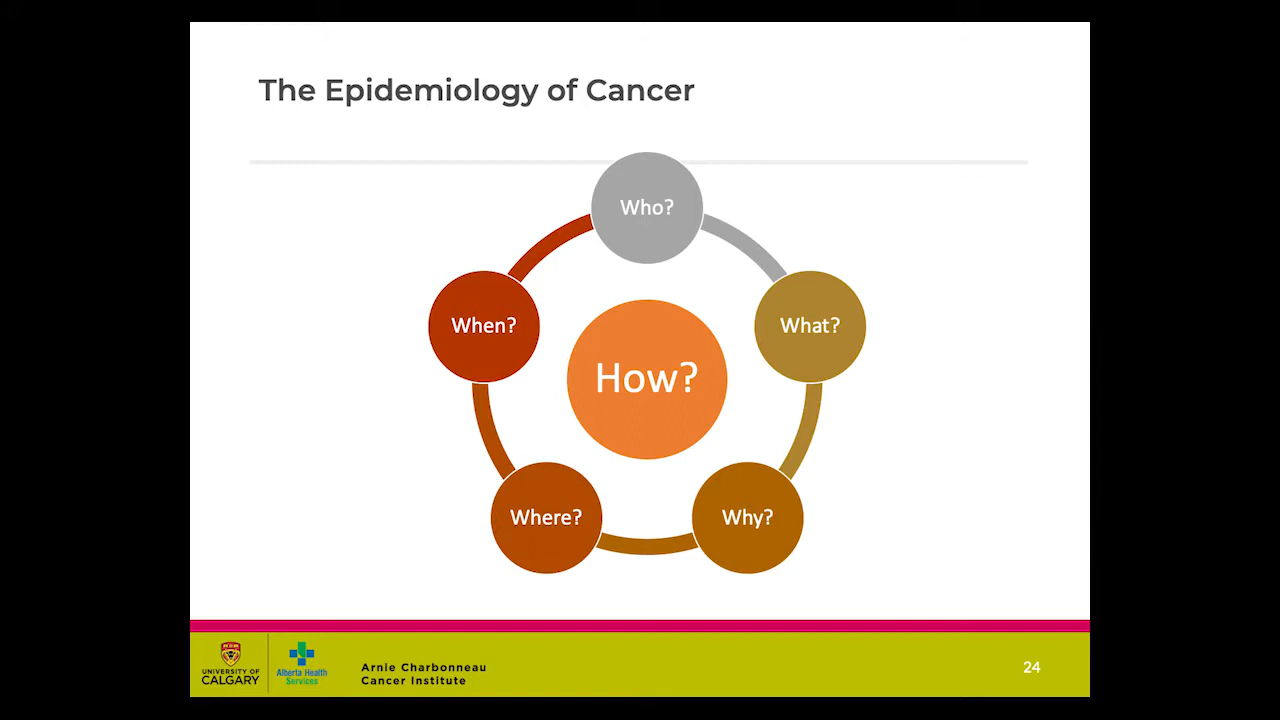 The Epidemiology of Cancer
Who?
What?
Why?
Where?
When?
How?
UNIVERSITY OF
CALGARY
Alberta Health
Services
Arnie Charbonneau
Cancer Institute
24